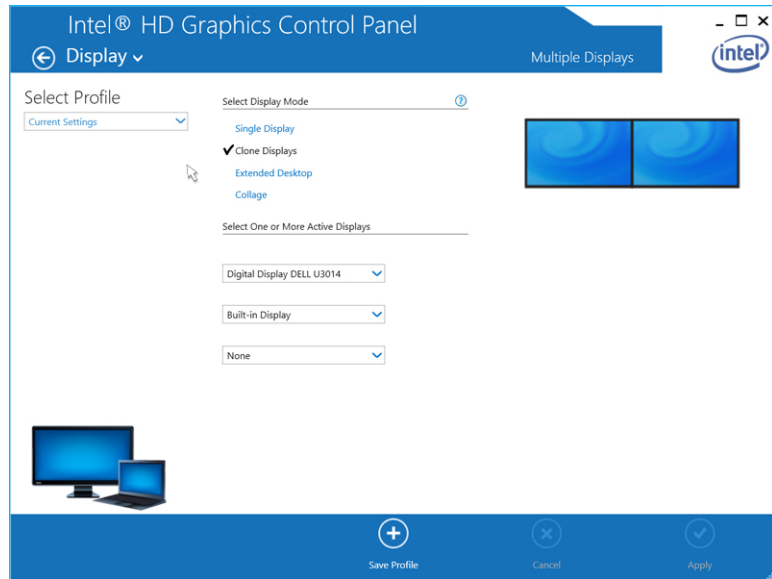 Intel® HD Graphics Control Panel
Display
Multiple Displays
intel
Select Profile
Current Settings
Select Display Mode
?
Single Display
Clone Displays
Extended Desktop
Collage
Select One or More Active Displays
Digital Display DELL U3014
Built-in Display
None
Save Profile
Cancel
Apply